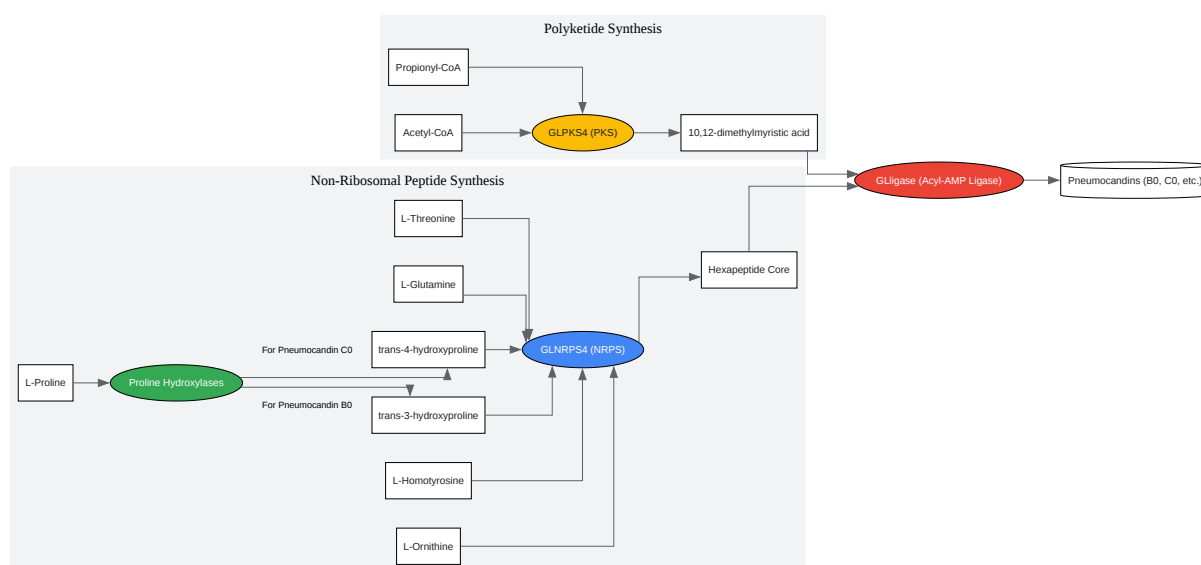 Polyketide Synthesis
Propionyl-CoA
Acetyl-CoA
GLPKS4 (PKS)
10,12-dimethylmyristic acid
Non-Ribosomal Peptide Synthesis
GLligase (Acyl-AMP Ligase)
Pneumocandins (B0, C0, etc.)
L-Threonine
Hexapeptide Core
L-Glutamine
For Pneumocandin C0
trans-4-hydroxyproline
GLNRPS4 (NRPS)
L-Proline
Proline Hydroxylases
For Pneumocandin B0
trans-3-hydroxyproline
L-Homotyrosine
L-Ornithine